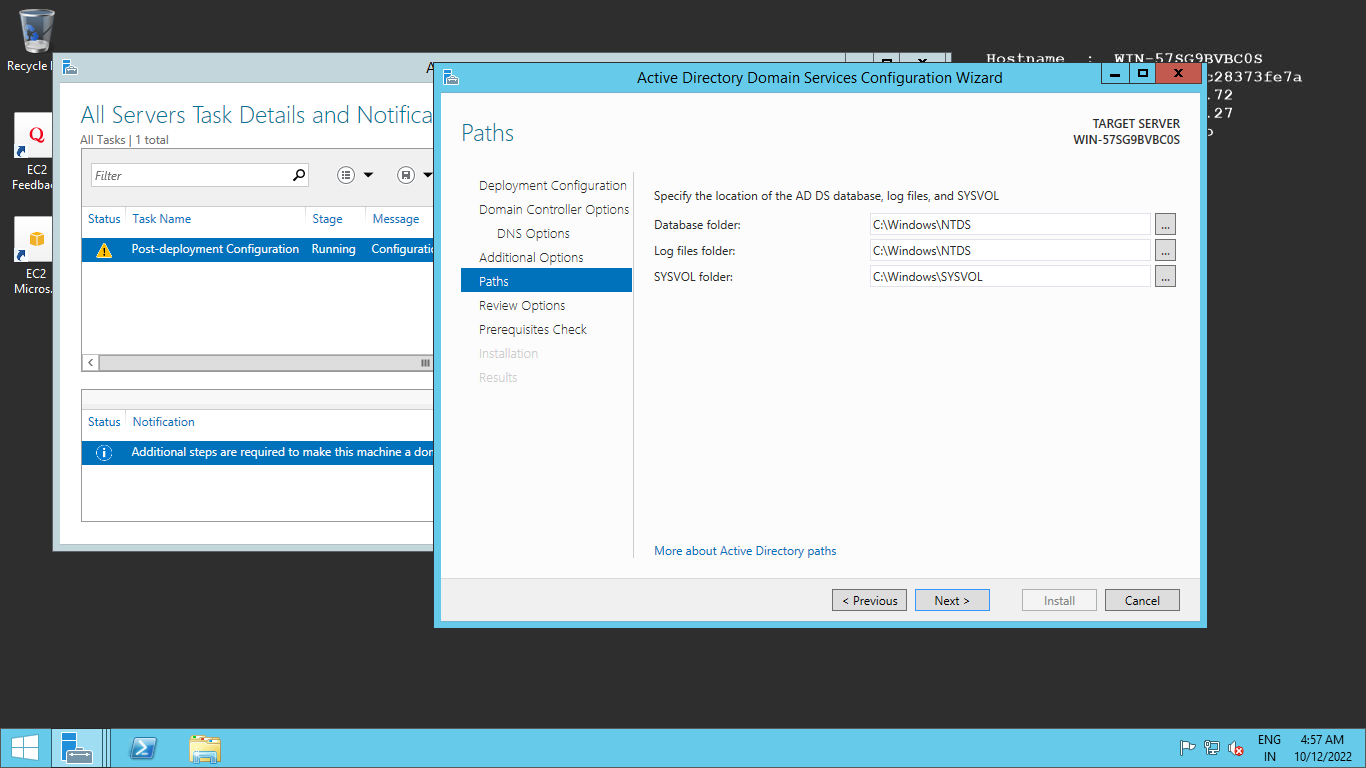 Recycle
EC2
Feedba
EC2
Micros.
Hostname : WIN-57SG9BVBC0S
c28373fe7a
.72
.27
All Servers Task Details and Notifica
All Tasks | 1 total
Filter
Status Task Name Stage Message
Post-deployment Configuration Running Configuratio
Status Notification
Additional steps are required to make this machine a do
Active Directory Domain Services Configuration Wizard
Paths
TARGET SERVER
WIN-57SG9BVBC0S
Deployment Configuration
Domain Controller Options
DNS Options
Additional Options
Paths
Review Options
Prerequisites Check
Installation
Results
Specify the location of the AD DS database, log files, and SYSVOL
Database folder: C:\Windows\NTDS ...
Log files folder: C:\Windows\NTDS ...
SYSVOL folder: C:\Windows\SYSVOL ...
More about Active Directory paths
< Previous Next > Install Cancel
ENG 4:57 AM
IN 10/12/2022